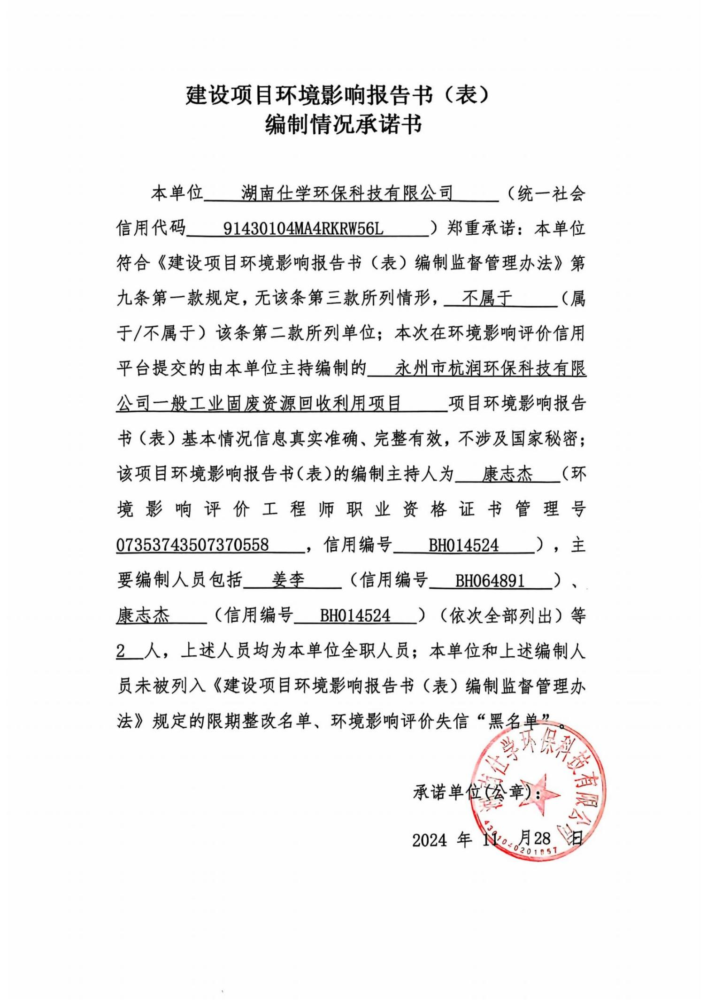 建设项目环境影响报告书（表）
编制情况承诺书
本单位 湖南仕学环保科技有限公司 （统一社会
信用代码 91430104MA4RKRW56L ）郑重承诺：本单位
符合《建设项目环境影响报告书（表）编制监督管理办法》第
九条第一款规定，无该条第三款所列情形， 不属于 （属
于/不属于）该条第二款所列单位；本次在环境影响评价信用
平台提交的由本单位主持编制的 永州市杭润环保科技有限
公司一般工业固废资源回收利用项目 项目环境影响报告
书（表）基本情况信息真实准确、完整有效，不涉及国家秘密；
该项目环境影响报告书(表)的编制主持人为 康志杰 （环
境影响评价工程师职业资格证书管理号
07353743507370558 ，信用编号 BH014524 ），主
要编制人员包括 姜李 （信用编号 BH064891 ）、
康志杰 （信用编号 BH014524 ）（依次全部列出）等
2 人，上述人员均为本单位全职人员；本单位和上述编制人
员未被列入《建设项目环境影响报告书（表）编制监督管理办
法》规定的限期整改名单、环境影响评价失信“黑名单”。
湖南仕学环保科技有限公司
承诺单位(公章)：
2024 年 11 月28 日
4301040201857